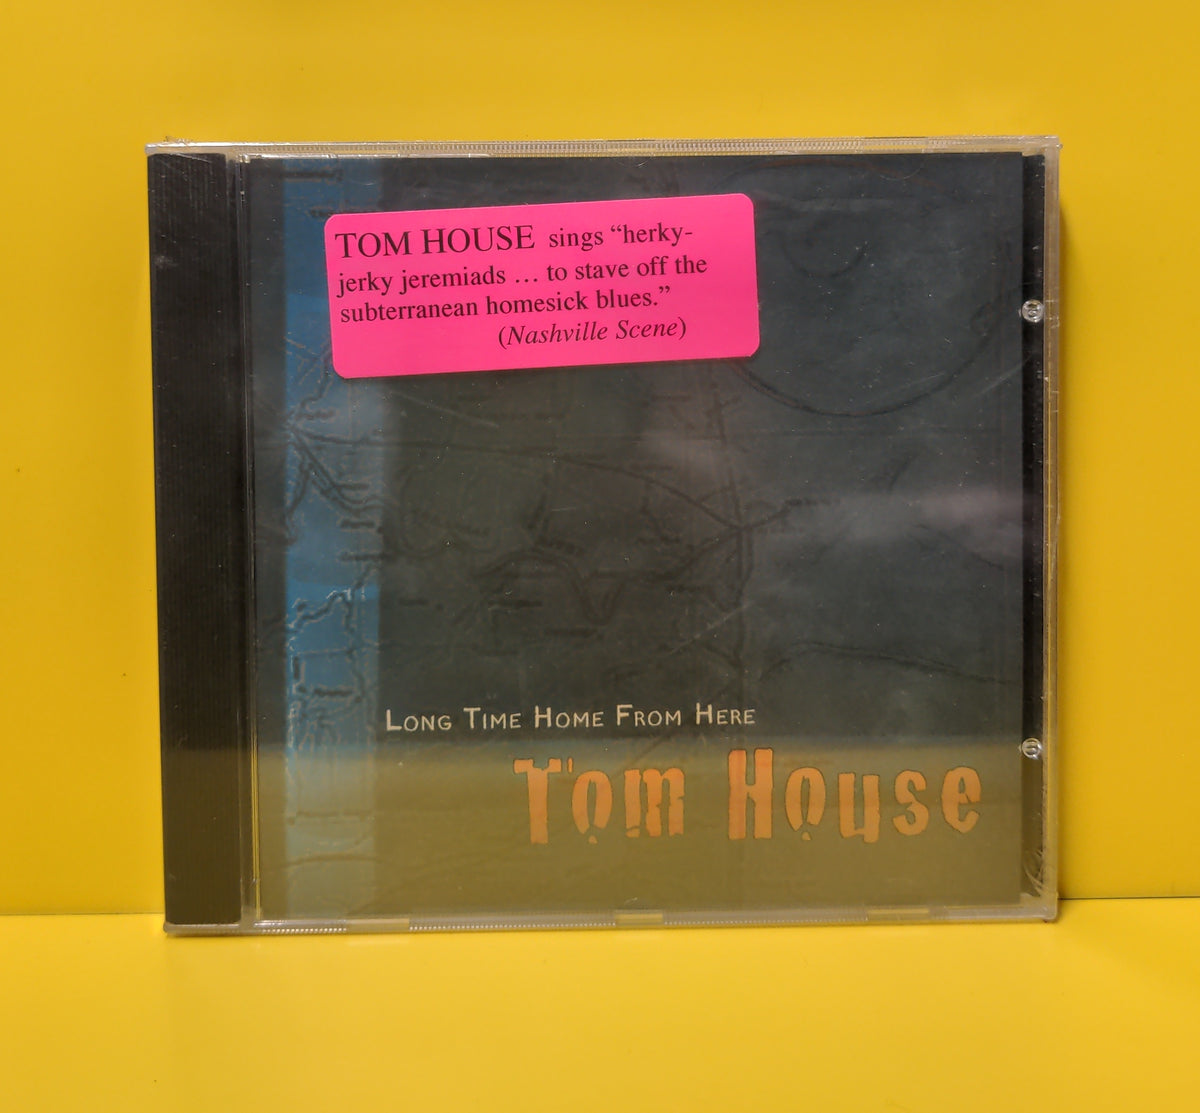 TOM HOUSE sings “herky-
jerky jeremiads ... to stave off the
subterranean homesick blues.”
(Nashville Scene)
Long Time Home From Here
Tom House